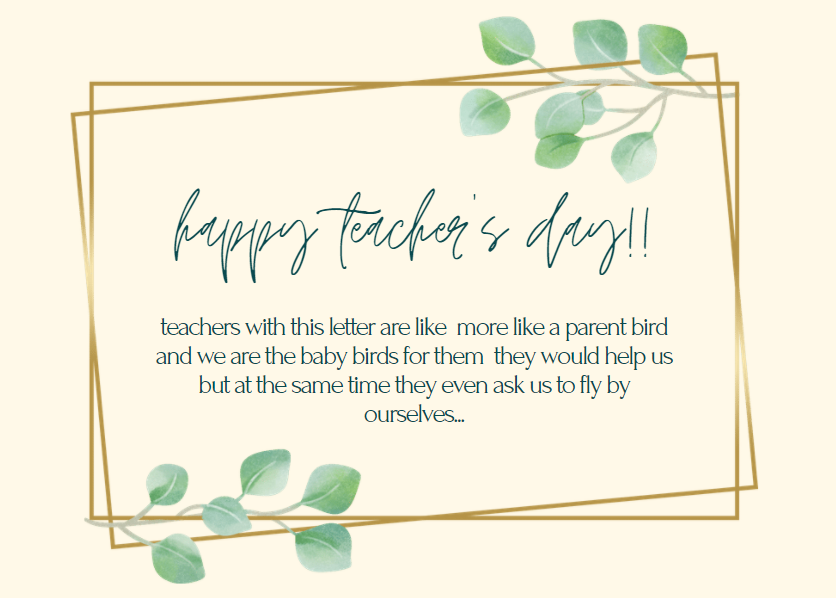 happy teacher's day!!
teachers with this letter are like  more like a parent bird
and we are the baby birds for them  they would help us
but at the same time they even ask us to fly by
ourselves...